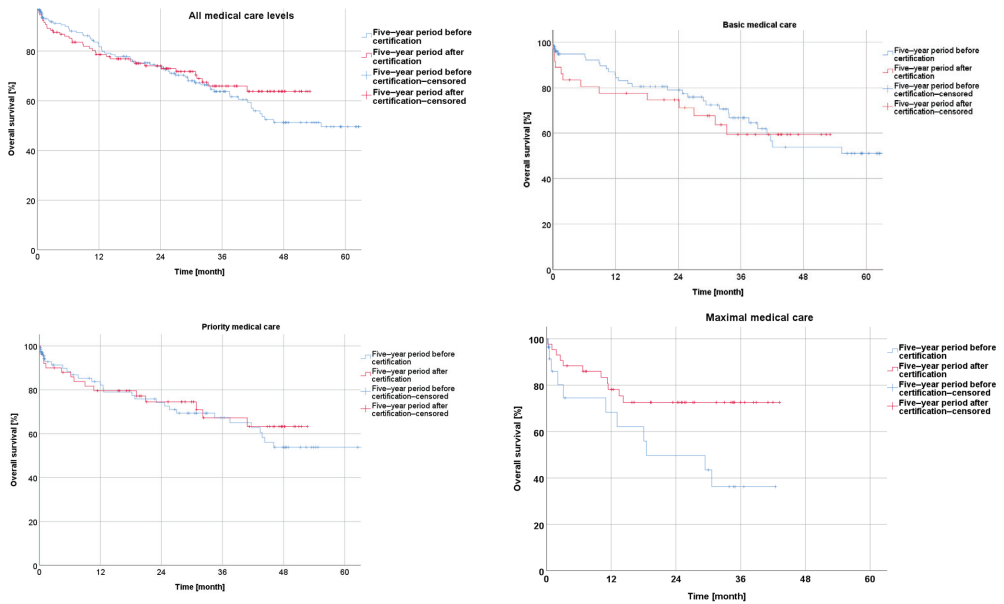 All medical care levels
Overall survival [%]
80
60
40
20
0
0
12
24
36
48
60
Time [month]
Five–year period before
certification
Five–year period after
certification
Five–year period before
certification–censored
Five–year period after
certification–censored
Basic medical care
Overall survival [%]
100
80
60
40
20
0
0
12
24
36
48
60
Time [month]
Five–year period before
certification
Five–year period after
certification
Five–year period before
certification–censored
Five–year period after
certification–censored
Priority medical care
Overall survival [%]
100
80
60
40
20
0
0
12
24
36
48
60
Time [month]
Five–year period before
certification
Five–year period after
certification
Five–year period before
certification–censored
Five–year period after
certification–censored
Maximal medical care
Overall survival [%]
100
80
60
40
20
0
0
12
24
36
48
60
Time [month]
Five–year period before
certification
Five–year period after
certification
Five–year period before
certification–censored
Five–year period after
certification–censored